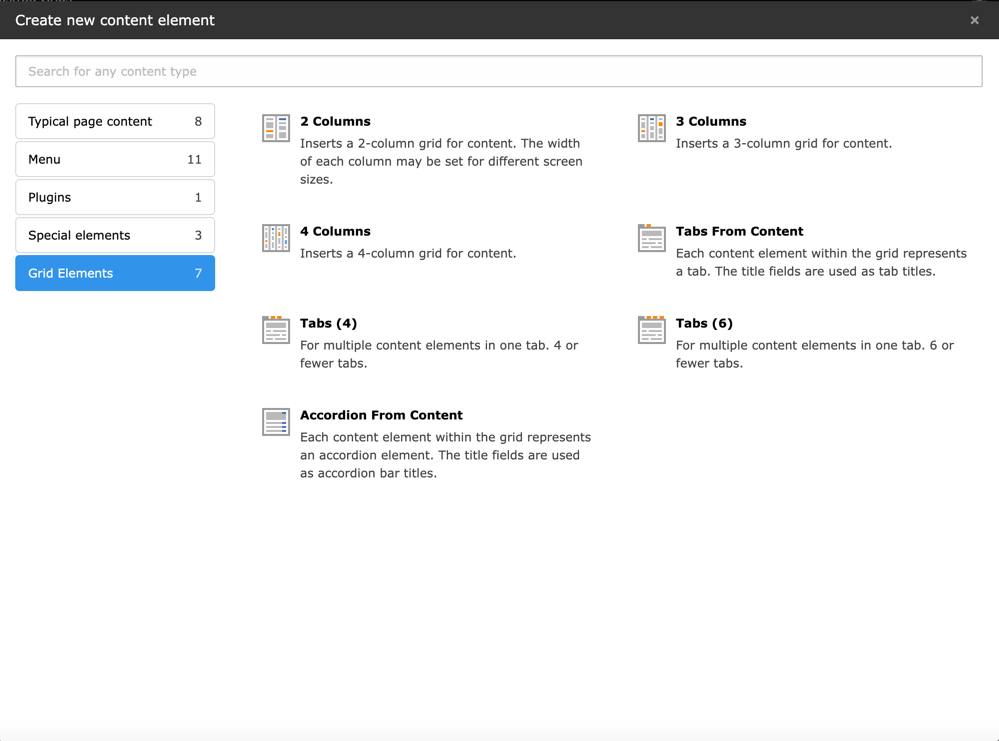 Create new content element
×
Search for any content type
Typical page content 8
Menu 11
Plugins 1
Special elements 3
Grid Elements 7
2 Columns
Inserts a 2-column grid for content. The width
of each column may be set for different screen
sizes.
3 Columns
Inserts a 3-column grid for content.
4 Columns
Inserts a 4-column grid for content.
Tabs From Content
Each content element within the grid represents
a tab. The title fields are used as tab titles.
Tabs (4)
For multiple content elements in one tab. 4 or
fewer tabs.
Tabs (6)
For multiple content elements in one tab. 6 or
fewer tabs.
Accordion From Content
Each content element within the grid represents
an accordion element. The title fields are used
as accordion bar titles.